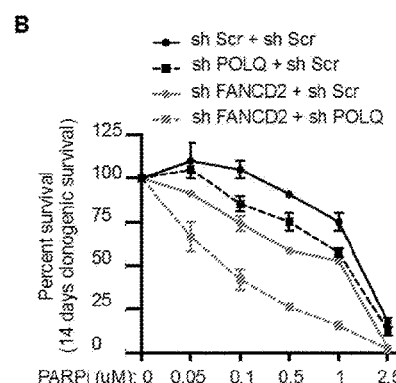 B
sh Scr + sh Scr
sh POLQ + sh Scr
sh FANCD2 + sh Scr
sh FANCD2 + sh POLQ
Percent survival
(14 days clonogenic survival)
125
100
75
50
25
0
PARPi (uM): 0 0.05 0.1 0.5 1 2.5